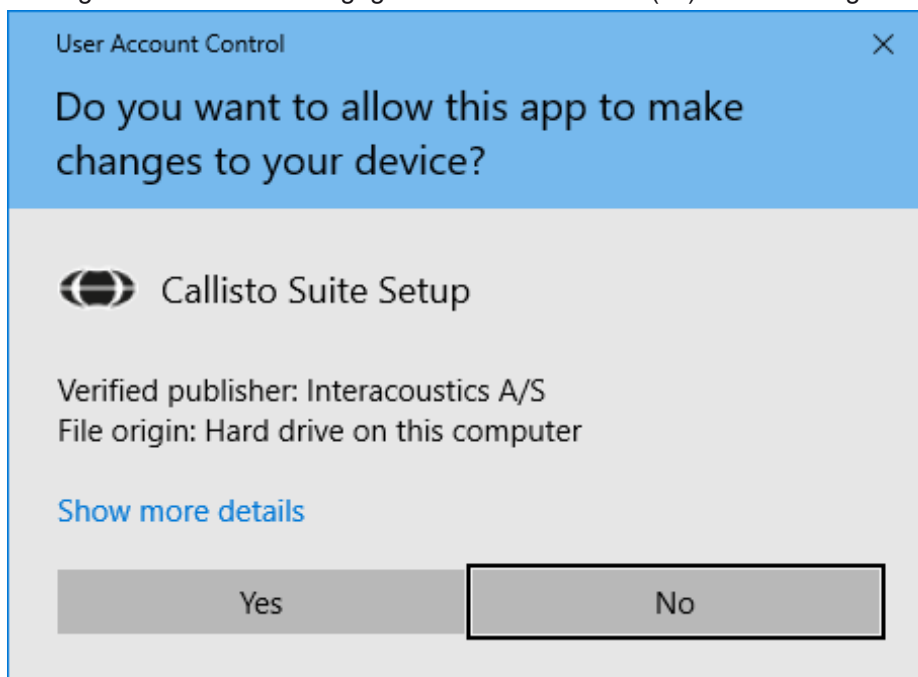 User Account Control
Do you want to allow this app to make
changes to your device?
Callisto Suite Setup
Verified publisher: Interacoustics A/S
File origin: Hard drive on this computer
Show more details
Yes
No